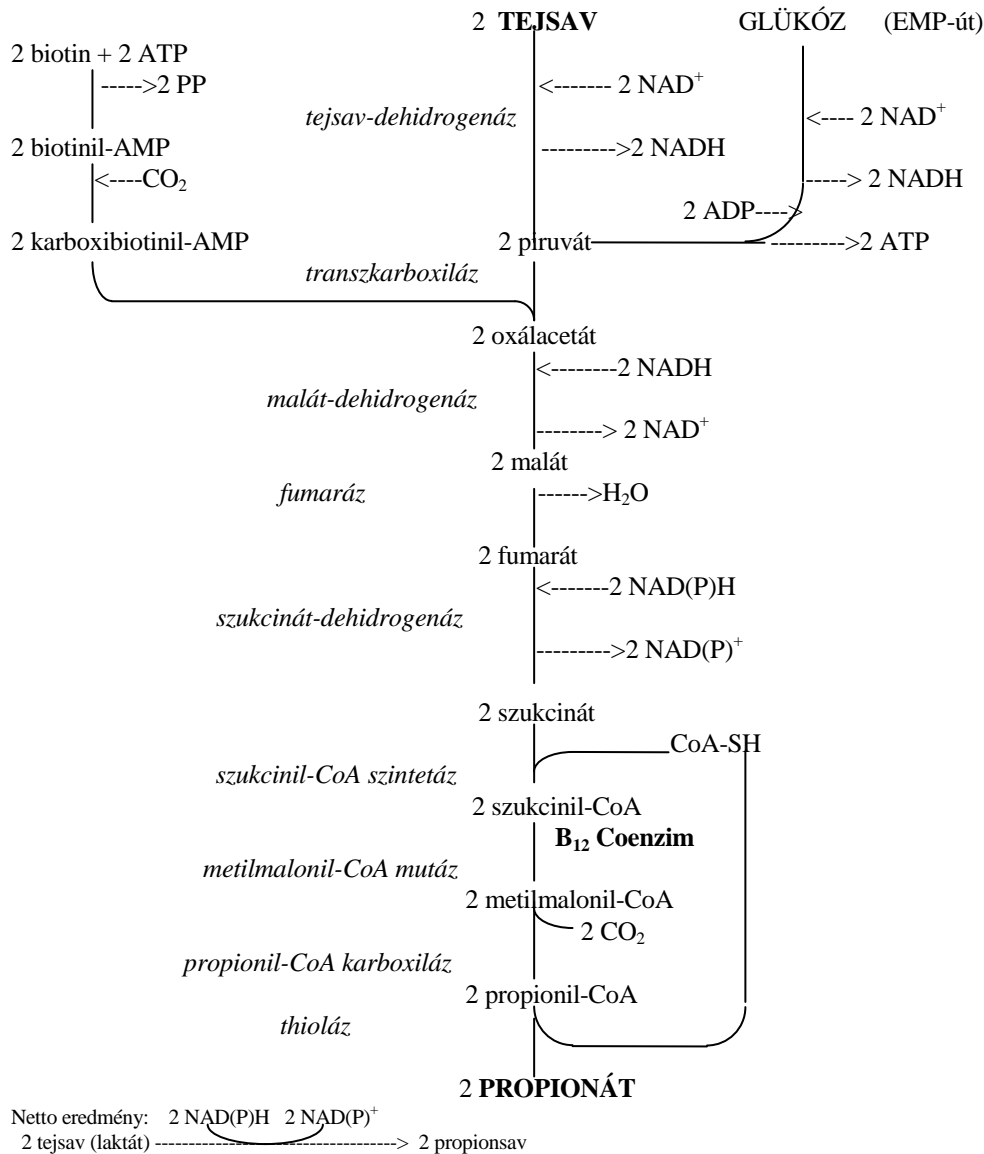 2 TEJSAV GLÜKÓZ (EMP-út)
2 biotin + 2 ATP
----->2 PP <------- 2 NAD⁺
tejsav-dehidrogenáz <---- 2 NAD⁺
2 biotinil-AMP --------->2 NADH
<----CO₂ ----> 2 NADH
2 ADP---->
2 karboxibiotinil-AMP 2 piruvát --------->2 ATP
transzkarboxiláz
2 oxálacetát
<--------2 NADH
malát-dehidrogenáz
--------> 2 NAD⁺
2 malát
fumaráz ------>H₂O
2 fumarát
<-------2 NAD(P)H
szukcinát-dehidrogenáz
--------->2 NAD(P)⁺
2 szukcinát
CoA-SH
szukcinil-CoA szintetáz
2 szukcinil-CoA
B₁₂ Coenzim
metilmalonil-CoA mutáz
2 metilmalonil-CoA
2 CO₂
propionil-CoA karboxiláz
2 propionil-CoA
thioláz
2 PROPIONÁT
Netto eredmény: 2 NAD(P)H 2 NAD(P)⁺
2 tejsav (laktát) ----------------------------------> 2 propionsav